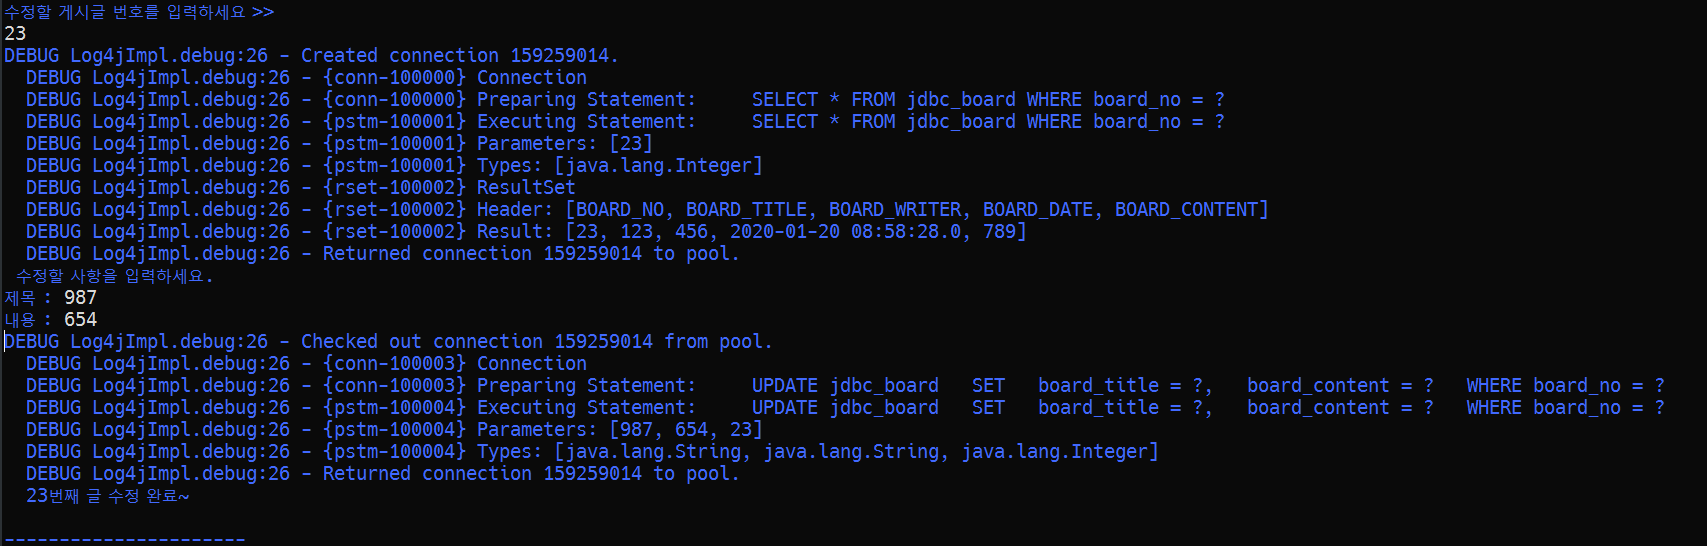 수정할 게시글 번호를 입력하세요 >>
23
DEBUG Log4jImpl.debug:26 - Created connection 159259014.
DEBUG Log4jImpl.debug:26 - {conn-100000} Connection
DEBUG Log4jImpl.debug:26 - {conn-100000} Preparing Statement:     SELECT * FROM jdbc_board WHERE board_no = ?
DEBUG Log4jImpl.debug:26 - {pstm-100001} Executing Statement:     SELECT * FROM jdbc_board WHERE board_no = ?
DEBUG Log4jImpl.debug:26 - {pstm-100001} Parameters: [23]
DEBUG Log4jImpl.debug:26 - {pstm-100001} Types: [java.lang.Integer]
DEBUG Log4jImpl.debug:26 - {rset-100002} ResultSet
DEBUG Log4jImpl.debug:26 - {rset-100002} Header: [BOARD_NO, BOARD_TITLE, BOARD_WRITER, BOARD_DATE, BOARD_CONTENT]
DEBUG Log4jImpl.debug:26 - {rset-100002} Result: [23, 123, 456, 2020-01-20 08:58:28.0, 789]
DEBUG Log4jImpl.debug:26 - Returned connection 159259014 to pool.
수정할 사항을 입력하세요.
제목 : 987
내용 : 654
DEBUG Log4jImpl.debug:26 - Checked out connection 159259014 from pool.
DEBUG Log4jImpl.debug:26 - {conn-100003} Connection
DEBUG Log4jImpl.debug:26 - {conn-100003} Preparing Statement:     UPDATE jdbc_board   SET   board_title = ?,   board_content = ?   WHERE board_no = ?
DEBUG Log4jImpl.debug:26 - {pstm-100004} Executing Statement:     UPDATE jdbc_board   SET   board_title = ?,   board_content = ?   WHERE board_no = ?
DEBUG Log4jImpl.debug:26 - {pstm-100004} Parameters: [987, 654, 23]
DEBUG Log4jImpl.debug:26 - {pstm-100004} Types: [java.lang.String, java.lang.String, java.lang.Integer]
DEBUG Log4jImpl.debug:26 - Returned connection 159259014 to pool.
23번째 글 수정 완료~
----------------------